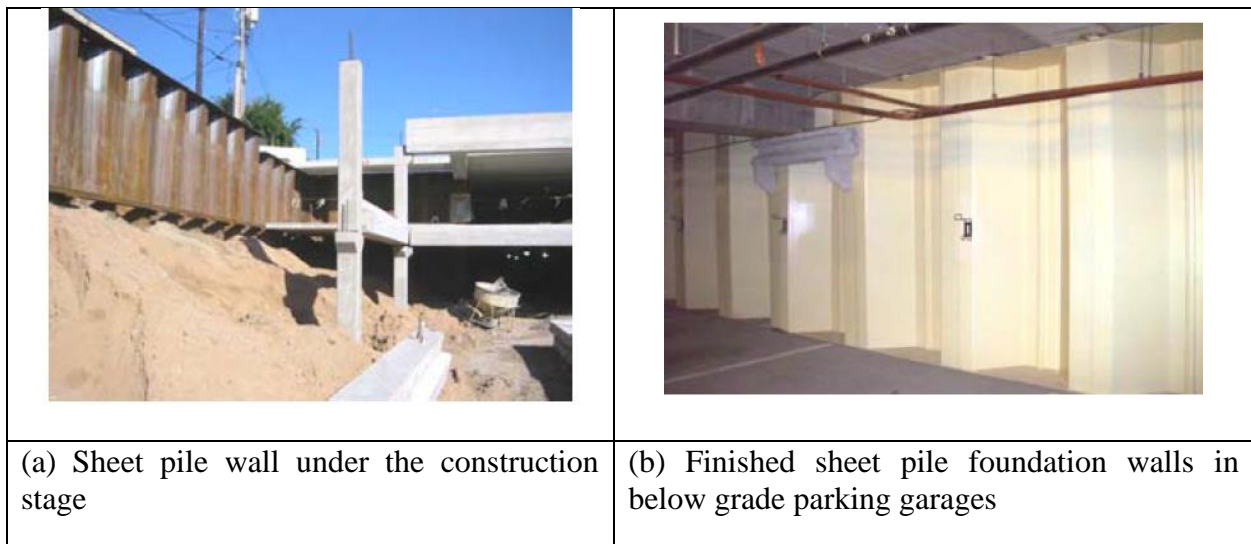 (a) Sheet pile wall under the construction
stage
(b) Finished sheet pile foundation walls in
below grade parking garages